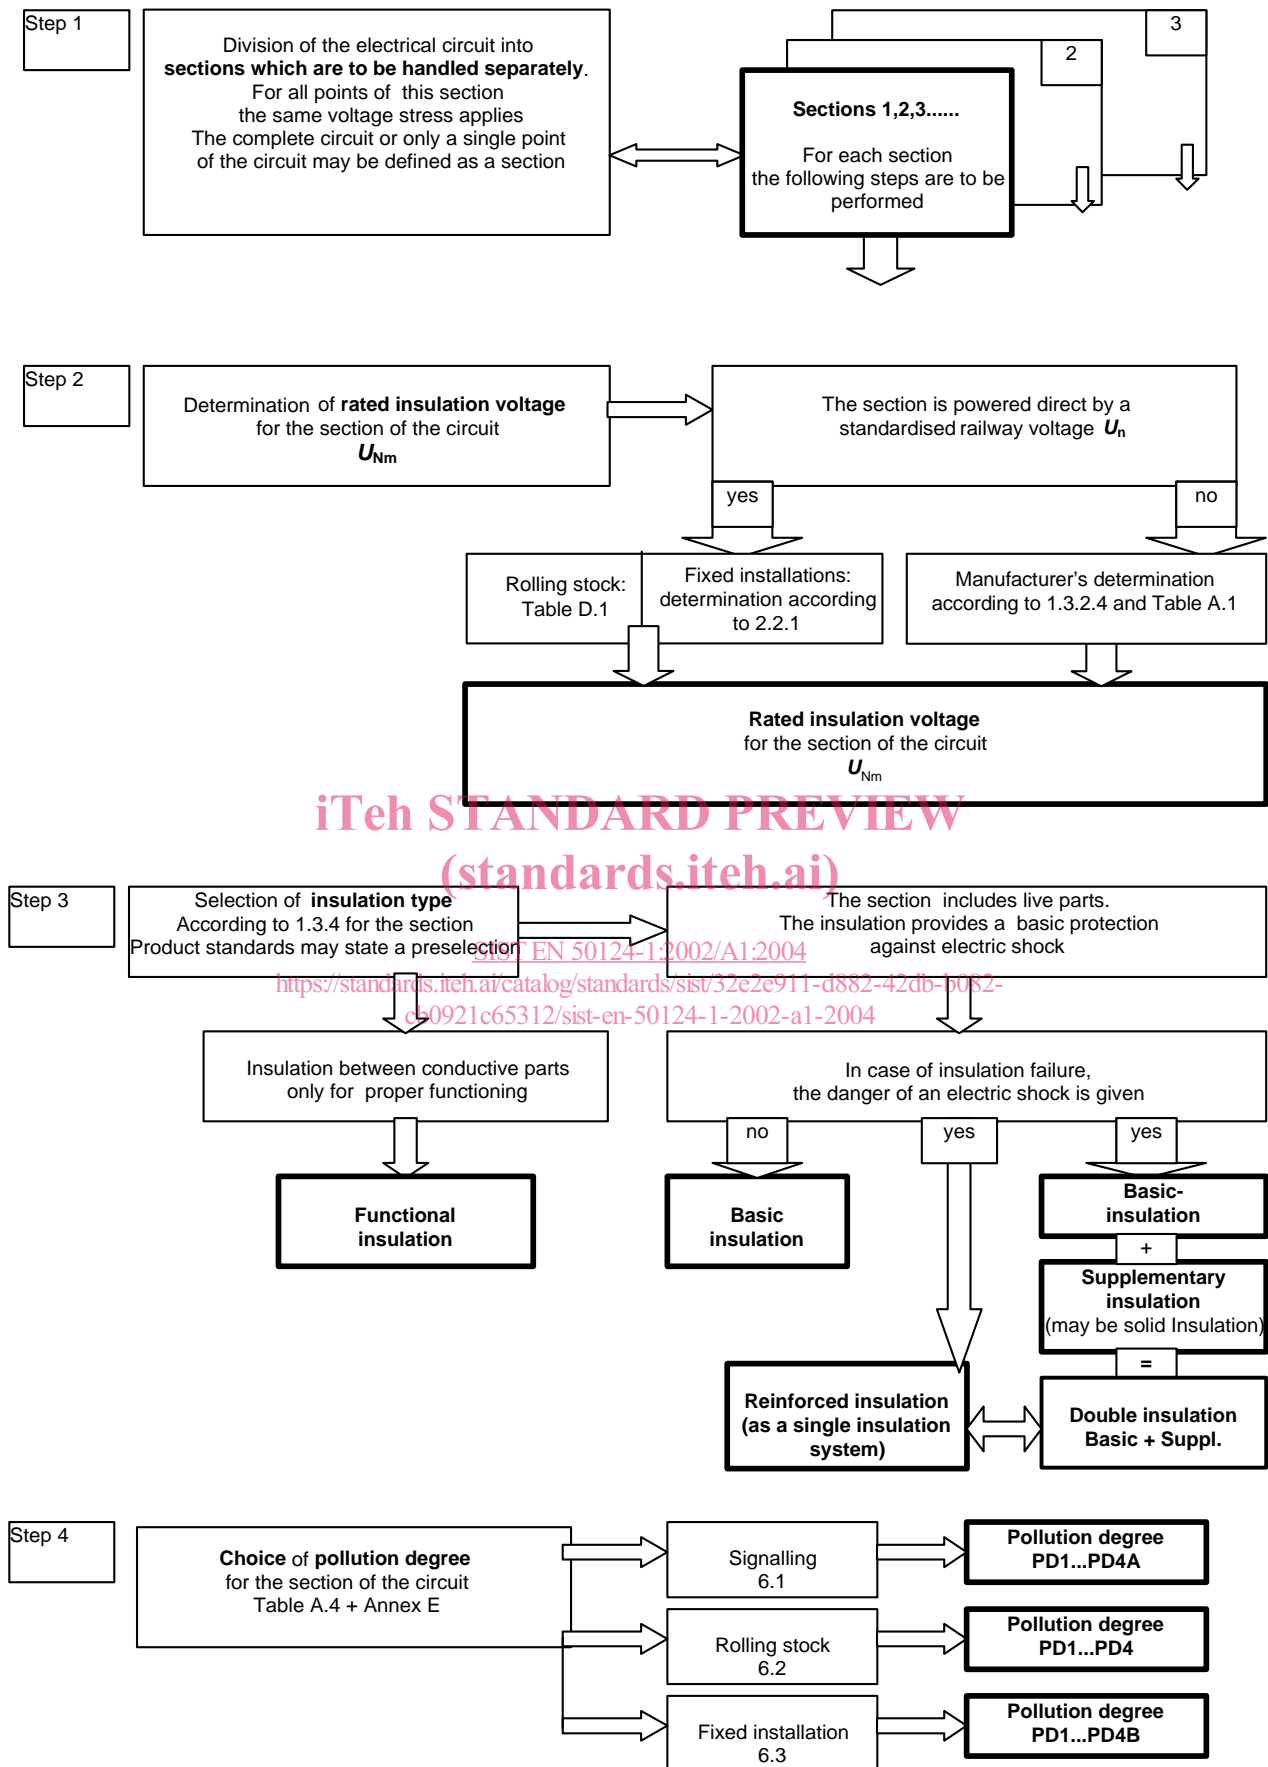 Step 1
Division of the electrical circuit into
sections which are to be handled separately.
For all points of this section
the same voltage stress applies
The complete circuit or only a single point
of the circuit may be defined as a section
3
2
Sections 1,2,3......
For each section
the following steps are to be
performed
Step 2
Determination of rated insulation voltage
for the section of the circuit
UNm
The section is powered direct by a
standardised railway voltage Un
yes
no
Rolling stock:
Table D.1
Fixed installations:
determination according
to 2.2.1
Manufacturer's determination
according to 1.3.2.4 and Table A.1
Rated insulation voltage
for the section of the circuit
UNm
iTeh STANDARD PREVIEW
(standards.iteh.ai)
Step 3
Selection of insulation type
According to 1.3.4 for the section
Product standards may state a preselection
The section includes live parts.
The insulation provides a basic protection
against electric shock
SIST EN 50124-1:2002/A1:2004
https://standards.iteh.ai/catalog/standards/sist/32e2e911-d882-42db-b082-
cb0921c65312/sist-en-50124-1-2002-a1-2004
Insulation between conductive parts
only for proper functioning
In case of insulation failure,
the danger of an electric shock is given
no
yes
yes
Functional
insulation
Basic
insulation
Basic-
insulation
+
Supplementary
insulation
(may be solid Insulation)
=
Reinforced insulation
(as a single insulation
system)
Double insulation
Basic + Suppl.
Step 4
Choice of pollution degree
for the section of the circuit
Table A.4 + Annex E
Signalling
6.1
Pollution degree
PD1...PD4A
Rolling stock
6.2
Pollution degree
PD1...PD4
Fixed installation
6.3
Pollution degree
PD1...PD4B